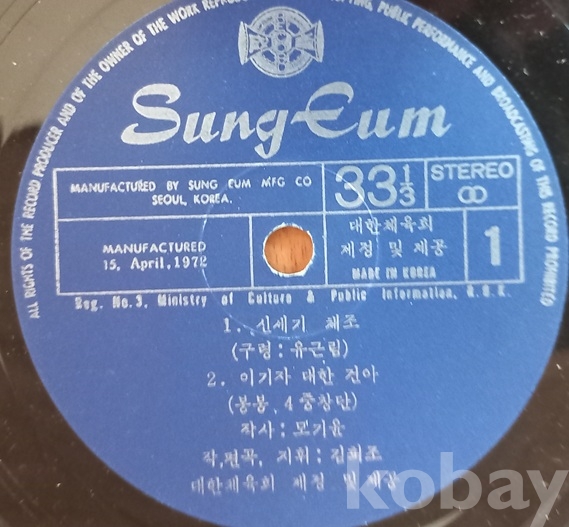 ALL RIGHTS OF THE RECORD PRODUCER AND OF THE OWNER OF THE WORK
PUBLIC PERFORMANCE AND BROADCASTING OF THIS RECORD PROHIBITED
Sung-Eum
MANUFACTURED BY SUNG EUM MFG CO
SEOUL, KOREA.
33 1/3
STEREO
MANUFACTURED
15. April. 1972
대한체육회
제정 및 제공
MADE IN KOREA
1
Reg. No. 3, Ministry of Culture & Public Information, R.O.K.
1. 신세기 체조
(구령 : 유근림)
2. 이기자 대한 건아
(봉봉, 4 중창단)
작사 : 모기윤
작,편곡, 지휘 : 김희조
대한체육회 제정 및 제공
kobay